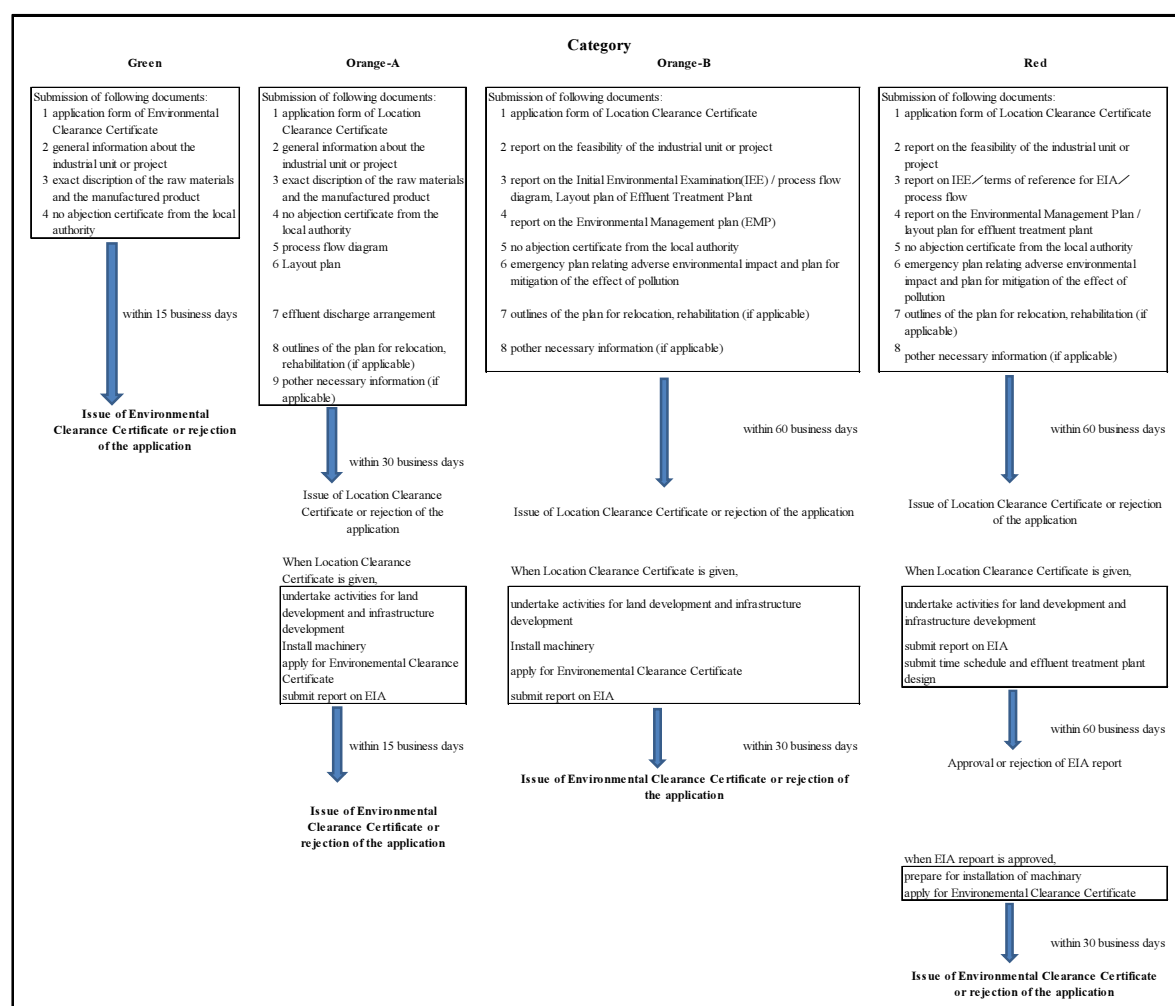 Category
Green
Orange-A
Orange-B
Red
Submission of following documents:
1 application form of Environmental
Clearance Certificate
2 general information about the
industrial unit or project
3 exact discription of the raw materials
and the manufactured product
4 no abjection certificate from the local
authority
within 15 business days
Issue of Environmental
Clearance Certificate or rejection
of the application
Submission of following documents:
1 application form of Location
Clearance Certificate
2 general information about the
industrial unit or project
3 exact discription of the raw materials
and the manufactured product
4 no abjection certificate from the
local authority
5 process flow diagram
6 Layout plan
7 effluent discharge arrangement
8 outlines of the plan for relocation,
rehabilitation (if applicable)
9 pother necessary information (if
applicable)
within 30 business days
Issue of Location Clearance
Certificate or rejection of the
application
When Location Clearance
Certificate is given,
undertake activities for land
development and infrastructure
development
Install machinery
apply for Environemental Clearance
Certificate
submit report on EIA
within 15 business days
Issue of Environmental
Clearance Certificate or
rejection of the application
Submission of following documents:
1 application form of Location Clearance Certificate
2 report on the feasibility of the industrial unit or project
3 report on the Initial Environmental Examination(IEE) / process flow
diagram, Layout plan of Effluent Treatment Plant
4 report on the Environmental Management plan (EMP)
5 no abjection certificate from the local authority
6 emergency plan relating adverse environmental impact and plan for
mitigation of the effect of pollution
7 outlines of the plan for relocation, rehabilitation (if applicable)
8 pother necessary information (if applicable)
within 60 business days
Issue of Location Clearance Certificate or rejection of the application
When Location Clearance Certificate is given,
undertake activities for land development and infrastructure
development
Install machinery
apply for Environemental Clearance Certificate
submit report on EIA
within 30 business days
Issue of Environmental Clearance Certificate or rejection of
the application
Submission of following documents:
1 application form of Location Clearance Certificate
2 report on the feasibility of the industrial unit or
project
3 report on IEE／terms of reference for EIA／
process flow
4 report on the Environmental Management Plan /
layout plan for effluent treatment plant
5 no abjection certificate from the local authority
6 emergency plan relating adverse environmental
impact and plan for mitigation of the effect of
pollution
7 outlines of the plan for relocation, rehabilitation (if
applicable)
8 pother necessary information (if applicable)
within 60 business days
Issue of Location Clearance Certificate or rejection
of the application
When Location Clearance Certificate is given,
undertake activities for land development and
infrastructure development
submit report on EIA
submit time schedule and effluent treatment plant
design
within 60 business days
Approval or rejection of EIA report
when EIA repoart is approved,
prepare for installation of machinary
apply for Environemental Clearance Certificate
within 30 business days
Issue of Environmental Clearance Certificate
or rejection of the application